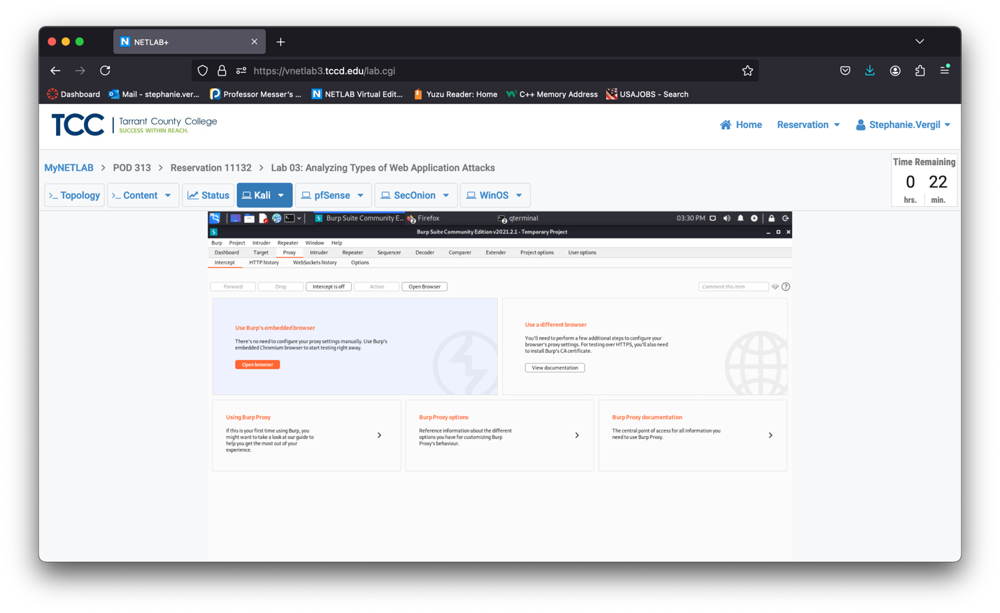 NETLAB+
https://vnetlab3.tccd.edu/lab.cgi
Dashboard Mail - stephanie.ver... Professor Messer's ... NETLAB Virtual Edit... Yuzu Reader: Home C++ Memory Address USAJOBS - Search
TCC Tarrant County College
SUCCESS WITHIN REACH.
Home Reservation Stephanie.Vergil
MyNETLAB > POD 313 > Reservation 11132 > Lab 03: Analyzing Types of Web Application Attacks
Time Remaining
0 22
hrs. min.
>_ Topology >_ Content Status Kali pfSense SecOnion WinOS
Burp Suite Community E... Firefox qterminal 03:30 PM
Burp Suite Community Edition v2021.2.1 - Temporary Project
Burp Project Intruder Repeater Window Help
Dashboard Target Proxy Intruder Repeater Sequencer Decoder Comparer Extender Project options User options
Intercept HTTP history WebSockets history Options
Forward Drop Intercept is off Action Open Browser Comment this item
Use Burp's embedded browser
There's no need to configure your proxy settings manually. Use Burp's
embedded Chromium browser to start testing right away.
Open browser
Use a different browser
You'll need to perform a few additional steps to configure your
browser's proxy settings. For testing over HTTPS, you'll also need
to install Burp's CA certificate.
View documentation
Using Burp Proxy
If this is your first time using Burp, you
might want to take a look at our guide to
help you get the most out of your
experience.
Burp Proxy options
Reference information about the different
options you have for customizing Burp
Proxy's behaviour.
Burp Proxy documentation
The central point of access for all information you
need to use Burp Proxy.